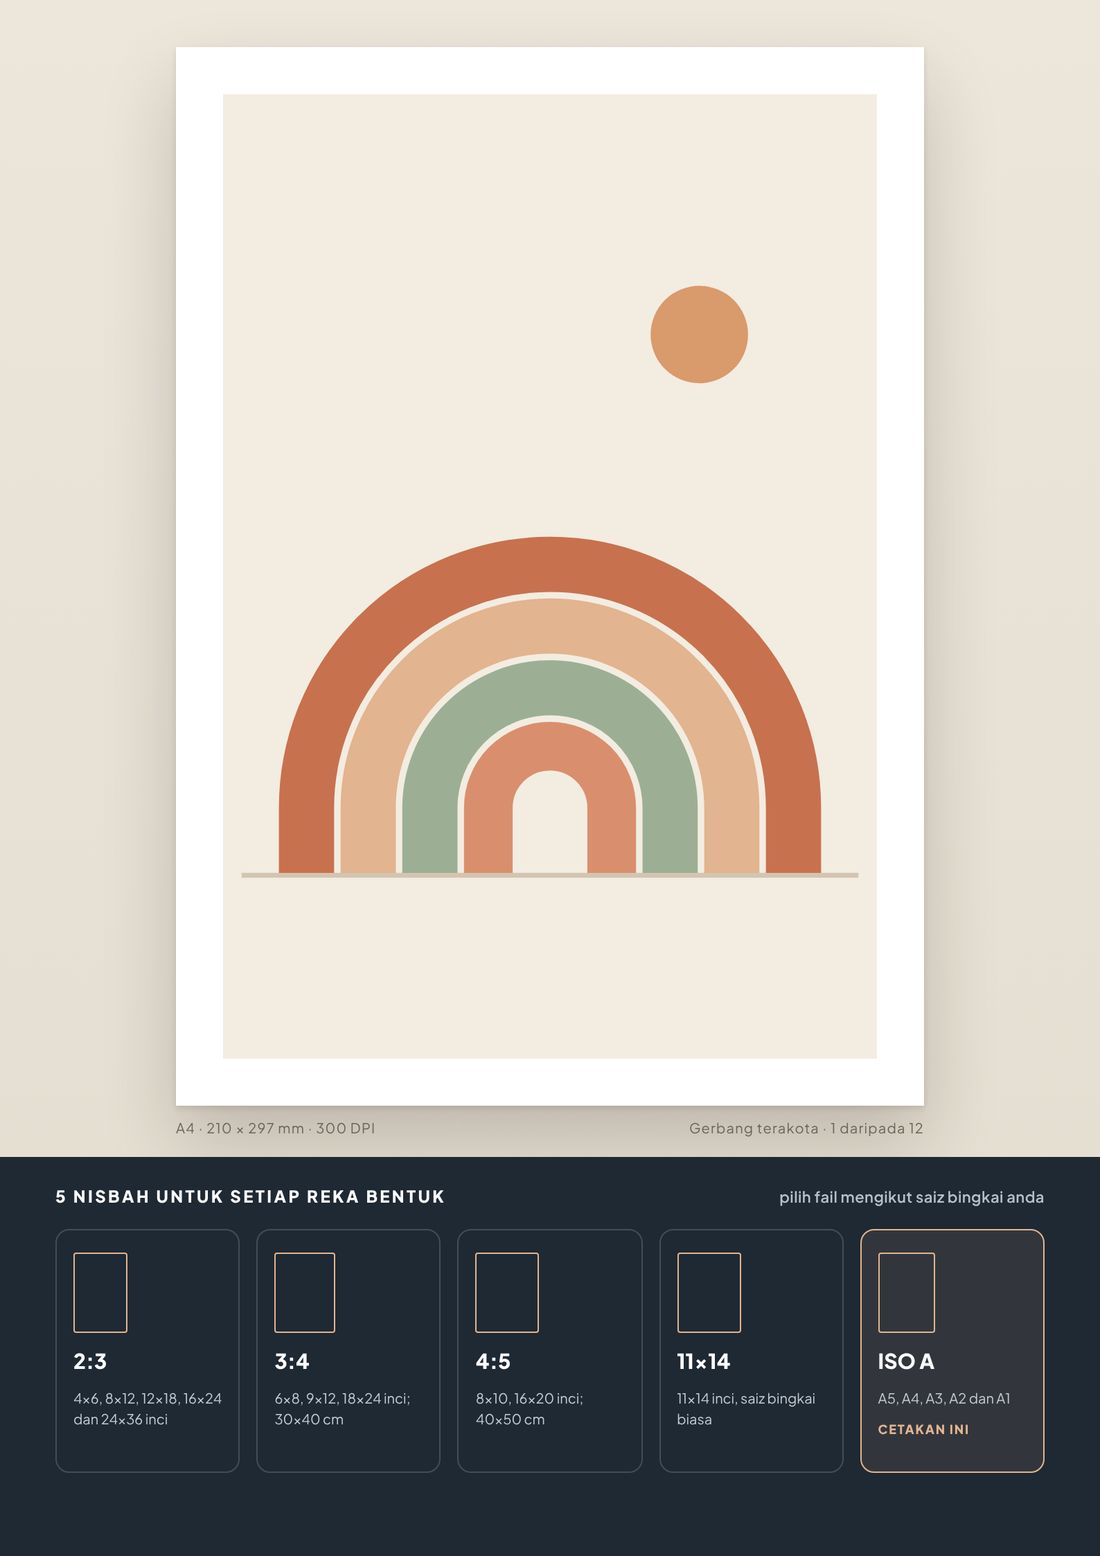 A4 · 210 × 297 mm · 300 DPI
Gerbang terakota · 1 daripada 12
5 NISBAH UNTUK SETIAP REKA BENTUK
pilih fail mengikut saiz bingkai anda
2:3
4×6, 8×12, 12×18, 16×24
dan 24×36 inci
3:4
6×8, 9×12, 18×24 inci;
30×40 cm
4:5
8×10, 16×20 inci;
40×50 cm
11×14
11×14 inci, saiz bingkai
biasa
ISO A
A5, A4, A3, A2 dan A1
CETAKAN INI